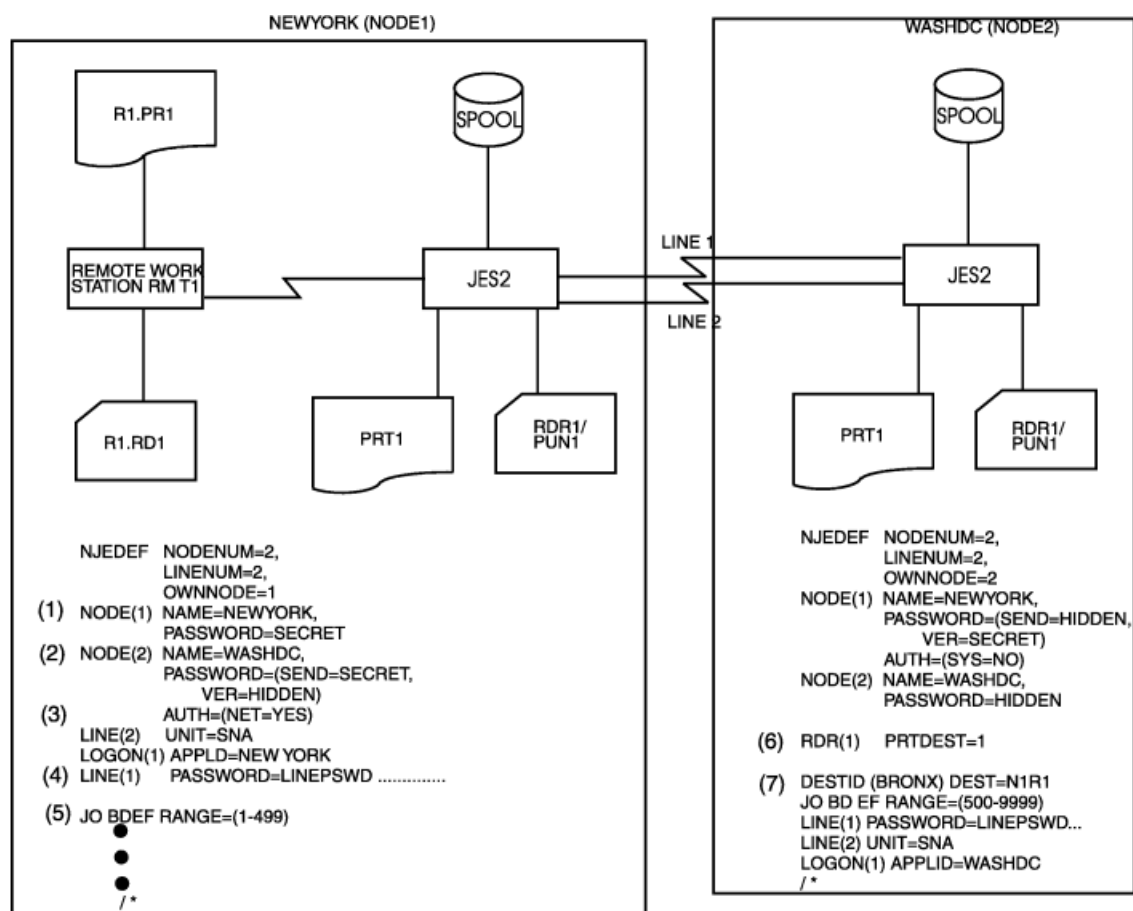 NEWYORK (NODE1)
WASHDC (NODE2)
R1.PR1
SPOOL
SPOOL
REMOTE WORK
STATION RM T1
JES2
LINE 1
LINE 2
JES2
R1.RD1
PRT1
RDR1/
PUN1
PRT1
RDR1/
PUN1
NJEDEF NODENUM=2,
LINENUM=2,
OWNNODE=1
(1) NODE(1) NAME=NEWYORK,
PASSWORD=SECRET
(2) NODE(2) NAME=WASHDC,
PASSWORD=(SEND=SECRET,
VER=HIDDEN)
(3) AUTH=(NET=YES)
LINE(2) UNIT=SNA
LOGON(1) APPLD=NEW YORK
(4) LINE(1) PASSWORD=LINEPSWD ..............
(5) JO BDEF RANGE=(1-499)
/ *
NJEDEF NODENUM=2,
LINENUM=2,
OWNNODE=2
NODE(1) NAME=NEWYORK,
PASSWORD=(SEND=HIDDEN,
VER=SECRET)
AUTH=(SYS=NO)
NODE(2) NAME=WASHDC,
PASSWORD=HIDDEN
(6) RDR(1) PRTDEST=1
(7) DESTID (BRONX) DEST=N1R1
JO BD EF RANGE=(500-9999)
LINE(1) PASSWORD=LINEPSWD...
LINE(2) UNIT=SNA
LOGON(1) APPLID=WASHDC
/ *